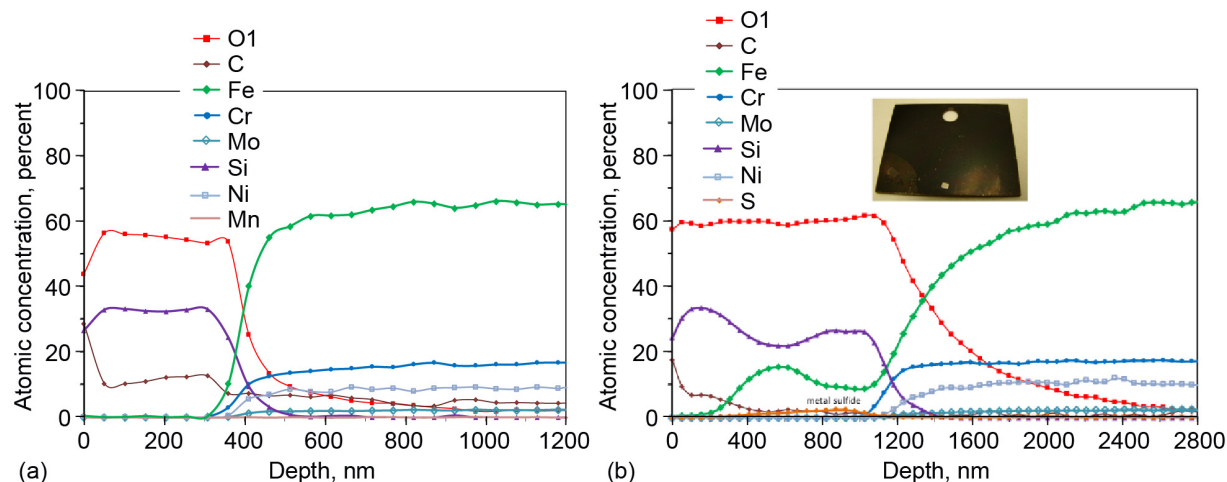 O1
C
Fe
Cr
Mo
Si
Ni
Mn
100
80
60
40
20
0
Atomic concentration, percent
0 200 400 600 800 1000 1200
Depth, nm
(a)
O1
C
Fe
Cr
Mo
Si
Ni
S
100
80
60
40
20
0
Atomic concentration, percent
metal sulfide
0 400 800 1200 1600 2000 2400 2800
Depth, nm
(b)